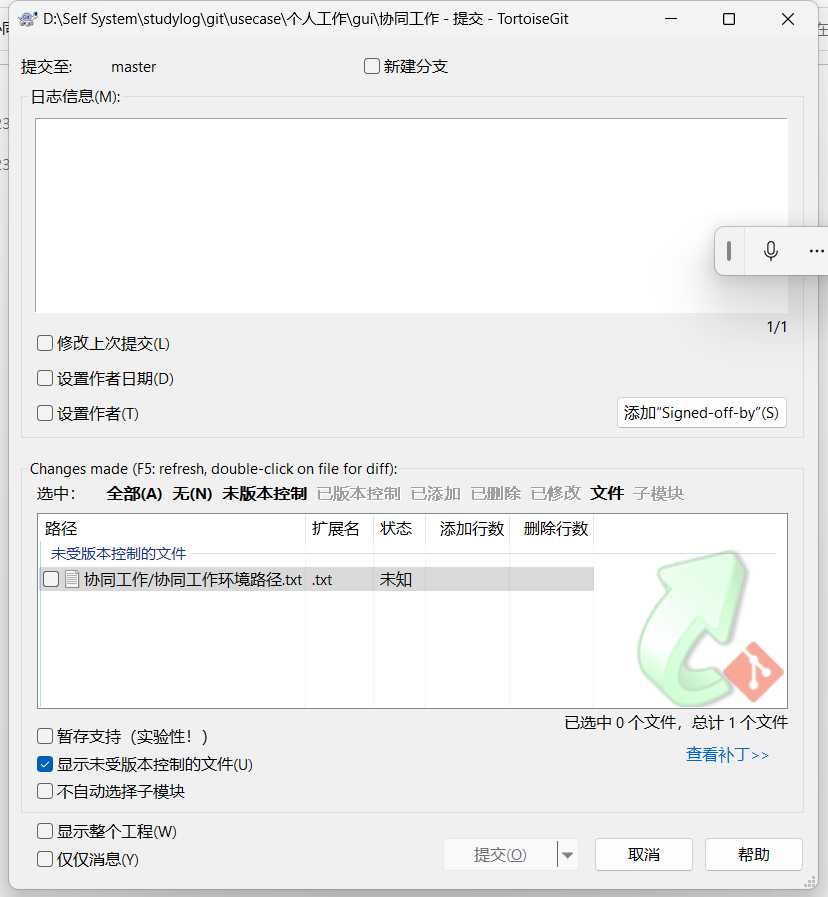 D:\Self System\studylog\git\usecase\个人工作\gui\协同工作 - 提交 - TortoiseGit
提交至: master 新建分支
日志信息(M):
23
23
1/1
修改上次提交(L)
设置作者日期(D)
设置作者(T) 添加"Signed-off-by"(S)
Changes made (F5: refresh, double-click on file for diff):
选中: 全部(A) 无(N) 未版本控制 已版本控制 已添加 已删除 已修改 文件 子模块
路径 扩展名 状态 添加行数 删除行数
未受版本控制的文件
协同工作/协同工作环境路径.txt .txt 未知
已选中 0 个文件，总计 1 个文件
暂存支持（实验性！）
查看补丁>>
显示未受版本控制的文件(U)
不自动选择子模块
显示整个工程(W)
仅仅消息(Y)
提交(O) 取消 帮助